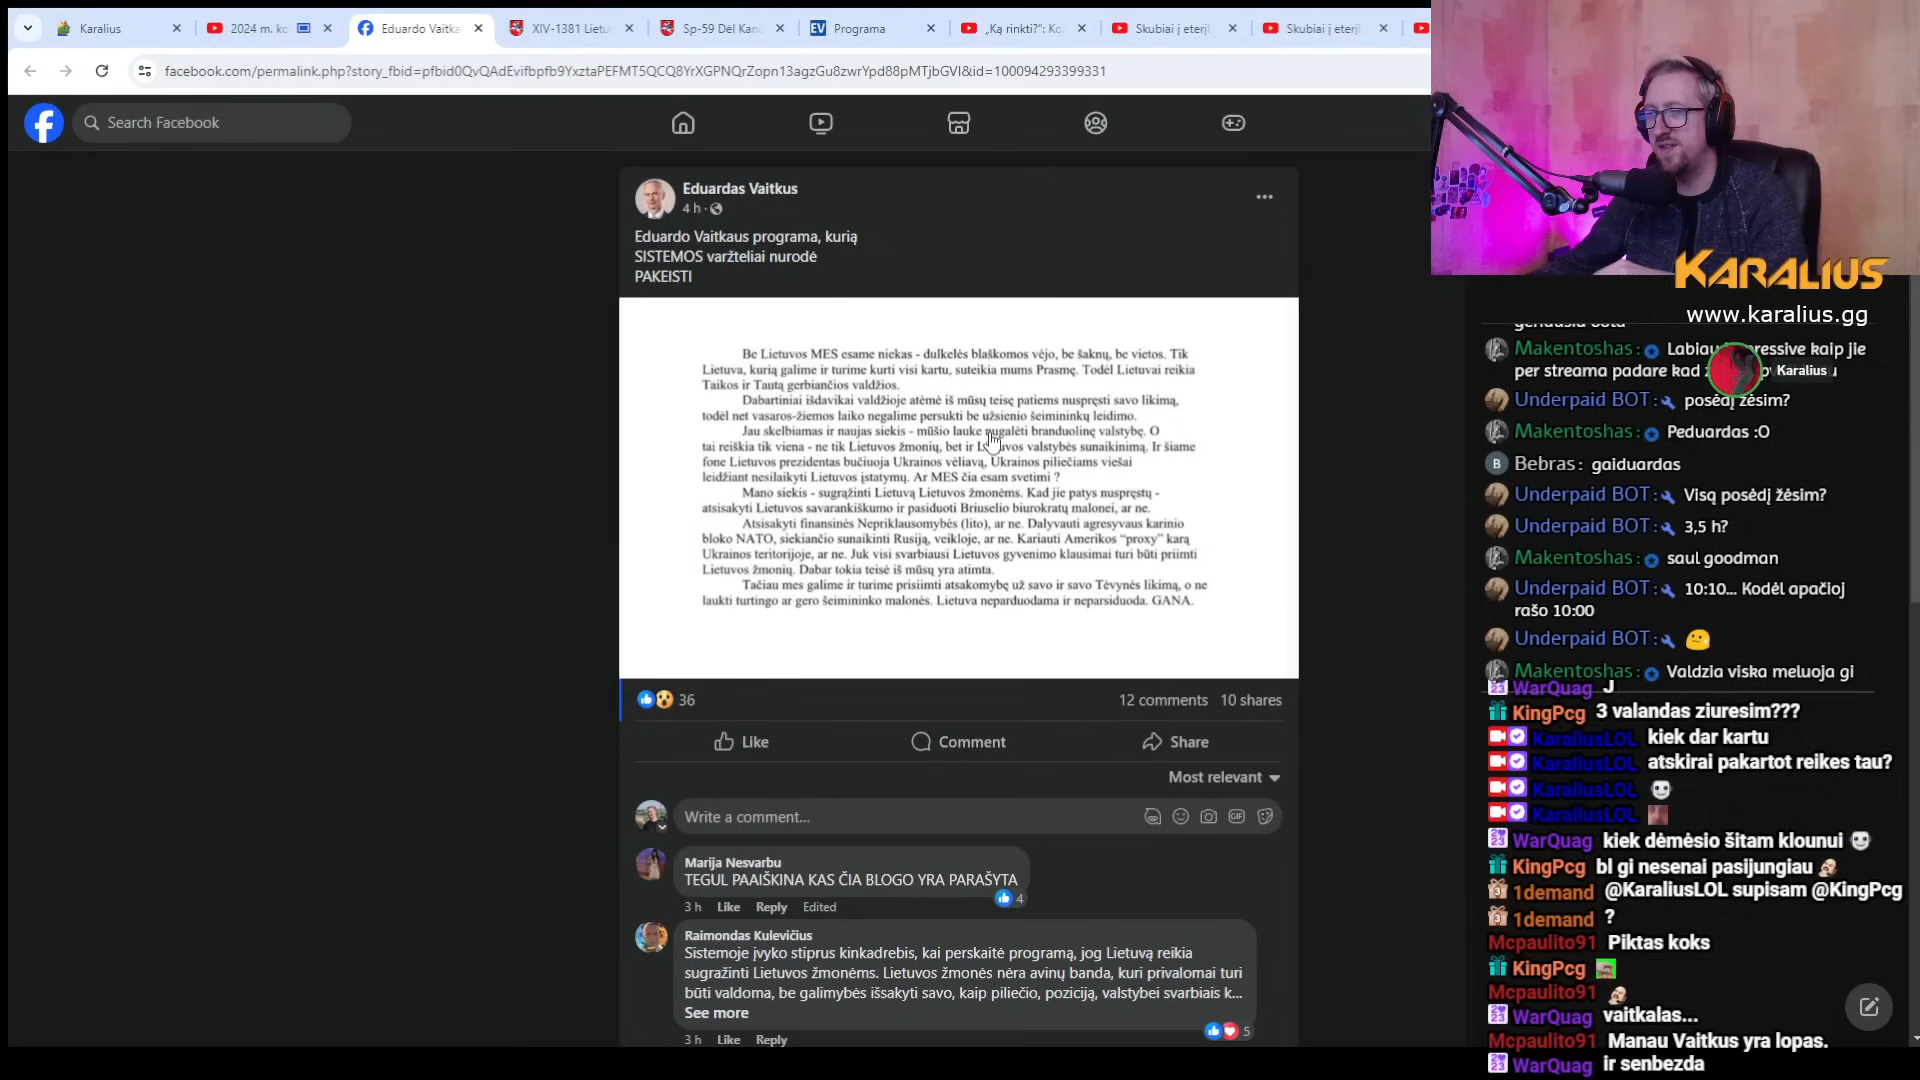 Karalius
2024 m. ko
Eduardo Vaitka
XIV-1381 Lietu
Sp-59 Dėl Kand
EV Programa
„Ką rinkti?“: Ko
Skubiai į eterį!
Skubiai į eterį!
facebook.com/permalink.php?story_fbid=pfbid0QvQAdEvifbpfb9YxztaPEFMT5QCQ8YrXGPNQrZopn13agzGu8zwrYpd88pMTjbGVl&id=100094293399331
Search Facebook
Eduardas Vaitkus
4 h
Eduardo Vaitkaus programa, kurią
SISTEMOS varžteliai nurodė
PAKEISTI
Be Lietuvos MES esame niekas - dulkelės blaškomos vėjo, be šaknų, be vietos. Tik
Lietuva, kurią galime ir turime kurti visi kartu, suteikia mums Prasmę. Todėl Lietuvai reikia
Taikos ir Tautą gerbiančios valdžios.
Dabartiniai išdavikai valdžioje atėmė iš mūsų teisę patiems nuspręsti savo likimą,
todėl net vasaros-žiemos laiko negalime persukti be užsienio šeimininkų leidimo.
Jau skelbiamas ir naujas siekis - mūšio lauke nugalėti branduolinę valstybę. O
tai reiškia tik viena - ne tik Lietuvos žmonių, bet ir Lietuvos valstybės sunaikinimą. Ir šiame
fone Lietuvos prezidentas bučiuoja Ukrainos vėliavą, Ukrainos piliečiams viešai
leidžiant nesilaikyti Lietuvos įstatymų. Ar MES čia esam svetimi ?
Mano siekis - sugrąžinti Lietuvą Lietuvos žmonėms. Kad jie patys nuspręstų -
atsisakyti Lietuvos savarankiškumo ir pasiduoti Briuselio biurokratų malonei, ar ne.
Atsisakyti finansinės Nepriklausomybės (lito), ar ne. Dalyvauti agresyvaus karinio
bloko NATO, siekiančio sunaikinti Rusiją, veikloje, ar ne. Kariauti Amerikos “proxy” karą
Ukrainos teritorijoje, ar ne. Juk visi svarbiausi Lietuvos gyvenimo klausimai turi būti priimti
Lietuvos žmonių. Dabar tokia teisė iš mūsų yra atimta.
Tačiau mes galime ir turime prisiimti atsakomybę už savo ir savo Tėvynės likimą, o ne
laukti turtingo ar gero šeimininko malonės. Lietuva neparduodama ir neparsiduoda. GANA.
36
12 comments 10 shares
Like
Comment
Share
Most relevant
Write a comment...
GIF
Marija Nesvarbu
TEGUL PAAIŠKINA KAS ČIA BLOGO YRA PARAŠYTA
4
3 h Like Reply Edited
Raimondas Kulevičius
Sistemoje įvyko stiprus kinkadrebis, kai perskaitė programą, jog Lietuvą reikia
sugražinti Lietuvos žmonėms. Lietuvos žmonės nėra avinų banda, kuri privalomai turi
būti valdoma, be galimybės išsakyti savo, kaip piliečio, poziciją, valstybei svarbiais k...
See more
5
3 h Like Reply
KARALIUS
www.karalius.gg
Makentoshas: Labiau
pressive kaip jie
per streama padare kad
Karalius
Underpaid BOT: posėdį žėsim?
Makentoshas: Peduardas :O
B Bebras: gaiduardas
Underpaid BOT: Visą posėdį žėsim?
Underpaid BOT: 3,5 h?
Makentoshas: saul goodman
Underpaid BOT: 10:10... Kodėl apačioj
rašo 10:00
Underpaid BOT:
Makentoshas: Valdzia viska meluoja gi
WarQuag J
KingPcg 3 valandas ziuresim???
KaraliusLOL kiek dar kartu
KaraliusLOL atskirai pakartot reikes tau?
KaraliusLOL
KaraliusLOL
WarQuag kiek dėmėsio šitam klounui
KingPcg bl gi nesenai pasijungiau
1demand @KaraliusLOL supisam @KingPcg
1demand ?
Mcpaulito91 Piktas koks
KingPcg
Mcpaulito91
WarQuag vaitkalas...
Mcpaulito91 Manau Vaitkus yra lopas.
WarQuag ir senbezda